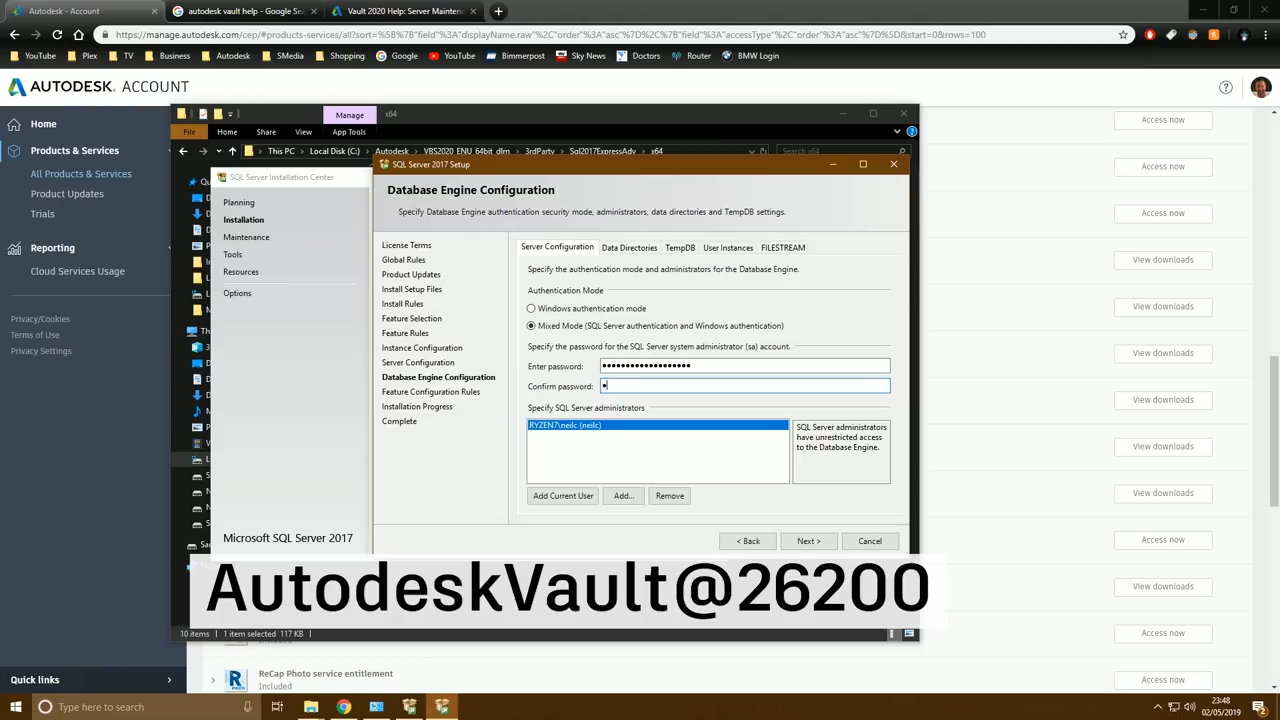 Autodesk - Account
autodesk vault help - Google Se
Vault 2020 Help: Server Mainten
https://manage.autodesk.com/cep/#products-services/all?sort=%5B%7B"field"%3A"displayName.raw"%2C"order"%3A"asc"%7D%2C%7B"field"%3A"accessType"%2C"order"%3A"asc"%7D%5D&start=0&rows=100
YouTube
Plex
TV
Business
Autodesk
SMedia
Shopping
Google
YouTube
Bimmerpost
Sky News
Doctors
Router
BMW Login
AUTODESK. ACCOUNT
Home
Products & Services
All Products & Services
Product Updates
Trials
Reporting
Cloud Services Usage
Privacy/Cookies
Terms of Use
Privacy Settings
Quick links
Manage
x64
File
Home
Share
View
App Tools
This PC
Local Disk (C:)
Autodesk
VBS2020_ENU_64bit_dlm
3rdParty
Sql2017ExpressAdv
x64
Search x64
SQL Server Installation Center
Planning
Installation
Maintenance
Tools
Resources
Options
Microsoft SQL Server 2017
SQL Server 2017 Setup
Database Engine Configuration
Specify Database Engine authentication security mode, administrators, data directories and TempDB settings.
License Terms
Global Rules
Product Updates
Install Setup Files
Install Rules
Feature Selection
Feature Rules
Instance Configuration
Server Configuration
Database Engine Configuration
Feature Configuration Rules
Installation Progress
Complete
Server Configuration
Data Directories
TempDB
User Instances
FILESTREAM
Specify the authentication mode and administrators for the Database Engine.
Authentication Mode
Windows authentication mode
Mixed Mode (SQL Server authentication and Windows authentication)
Specify the password for the SQL Server system administrator (sa) account.
Enter password: •••••••••••••••••••
Confirm password: •
Specify SQL Server administrators
RYZEN7\neilc (neilc)
SQL Server administrators
have unrestricted access
to the Database Engine.
Add Current User
Add...
Remove
< Back
Next >
Cancel
AutodeskVault@26200
10 items
1 item selected 117 KB
Access now
Access now
Access now
View downloads
View downloads
View downloads
View downloads
View downloads
View downloads
Access now
View downloads
Access now
Access now
ReCap Photo service entitlement
Included
Type here to search
23:48
02/05/2019